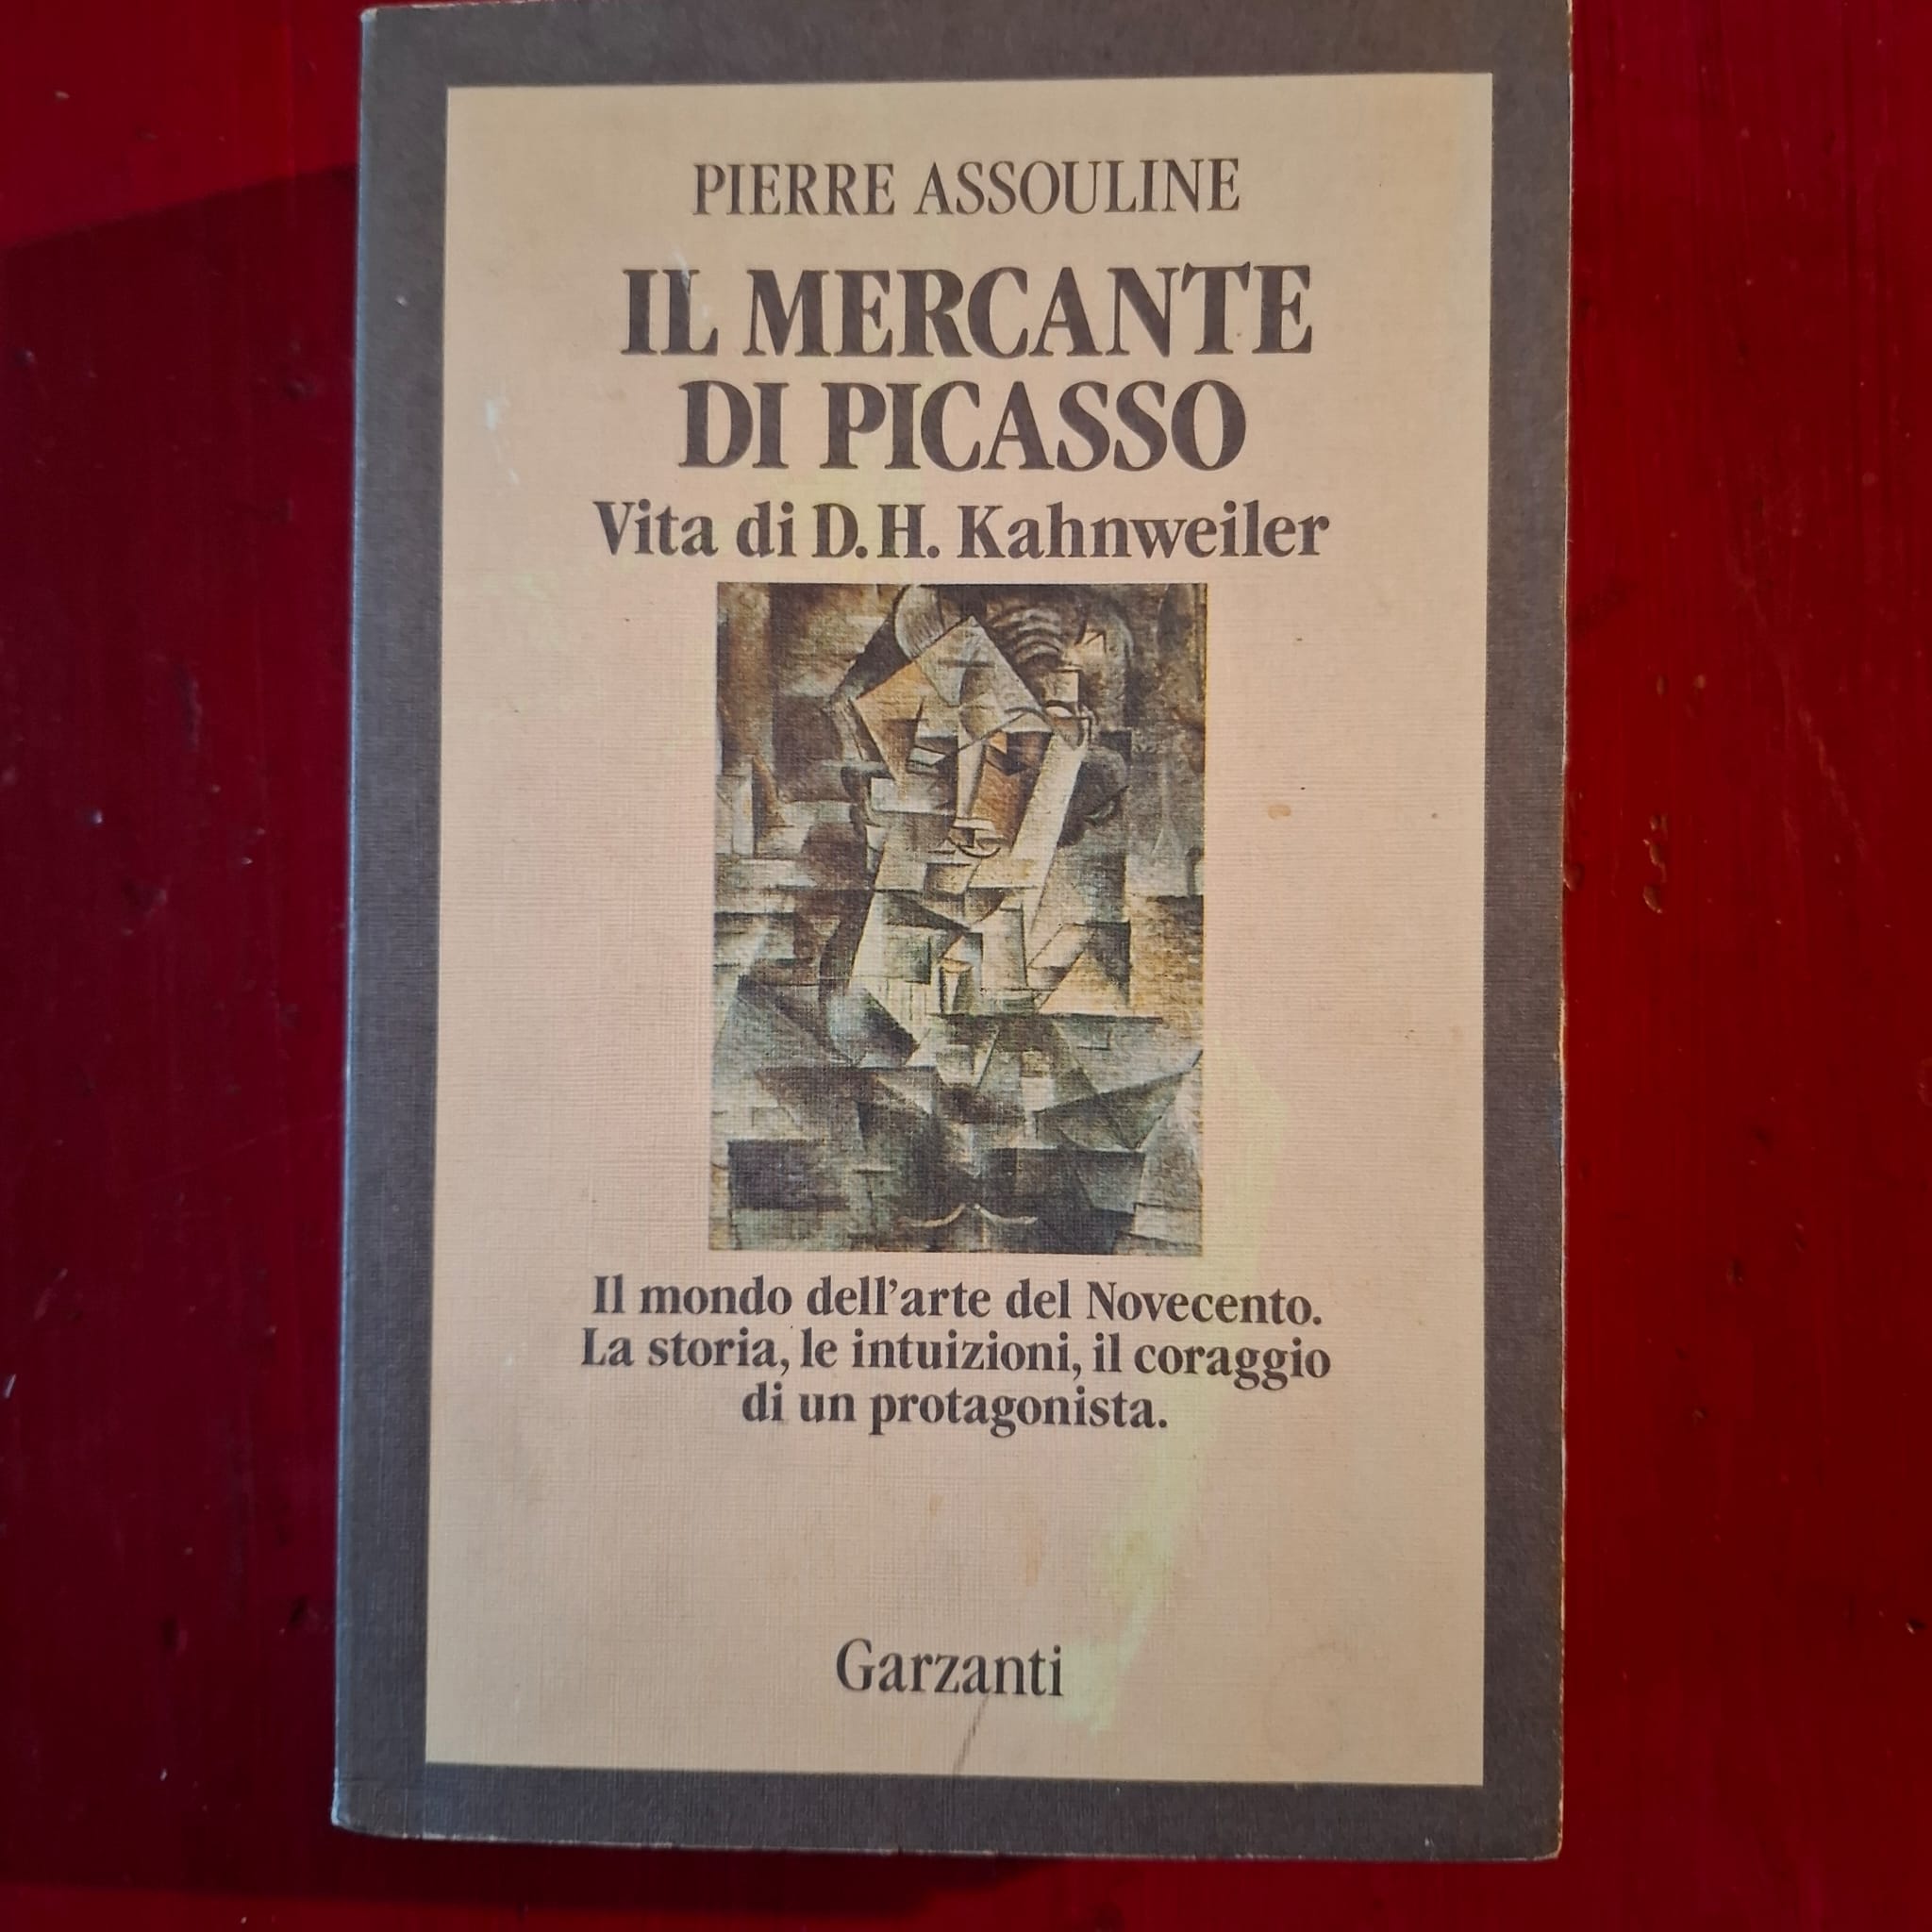 PIERRE ASSOULINE
IL MERCANTE
DI PICASSO
Vita di D.H. Kahnweiler
Il mondo dell'arte del Novecento.
La storia, le intuizioni, il coraggio
di un protagonista.
Garzanti